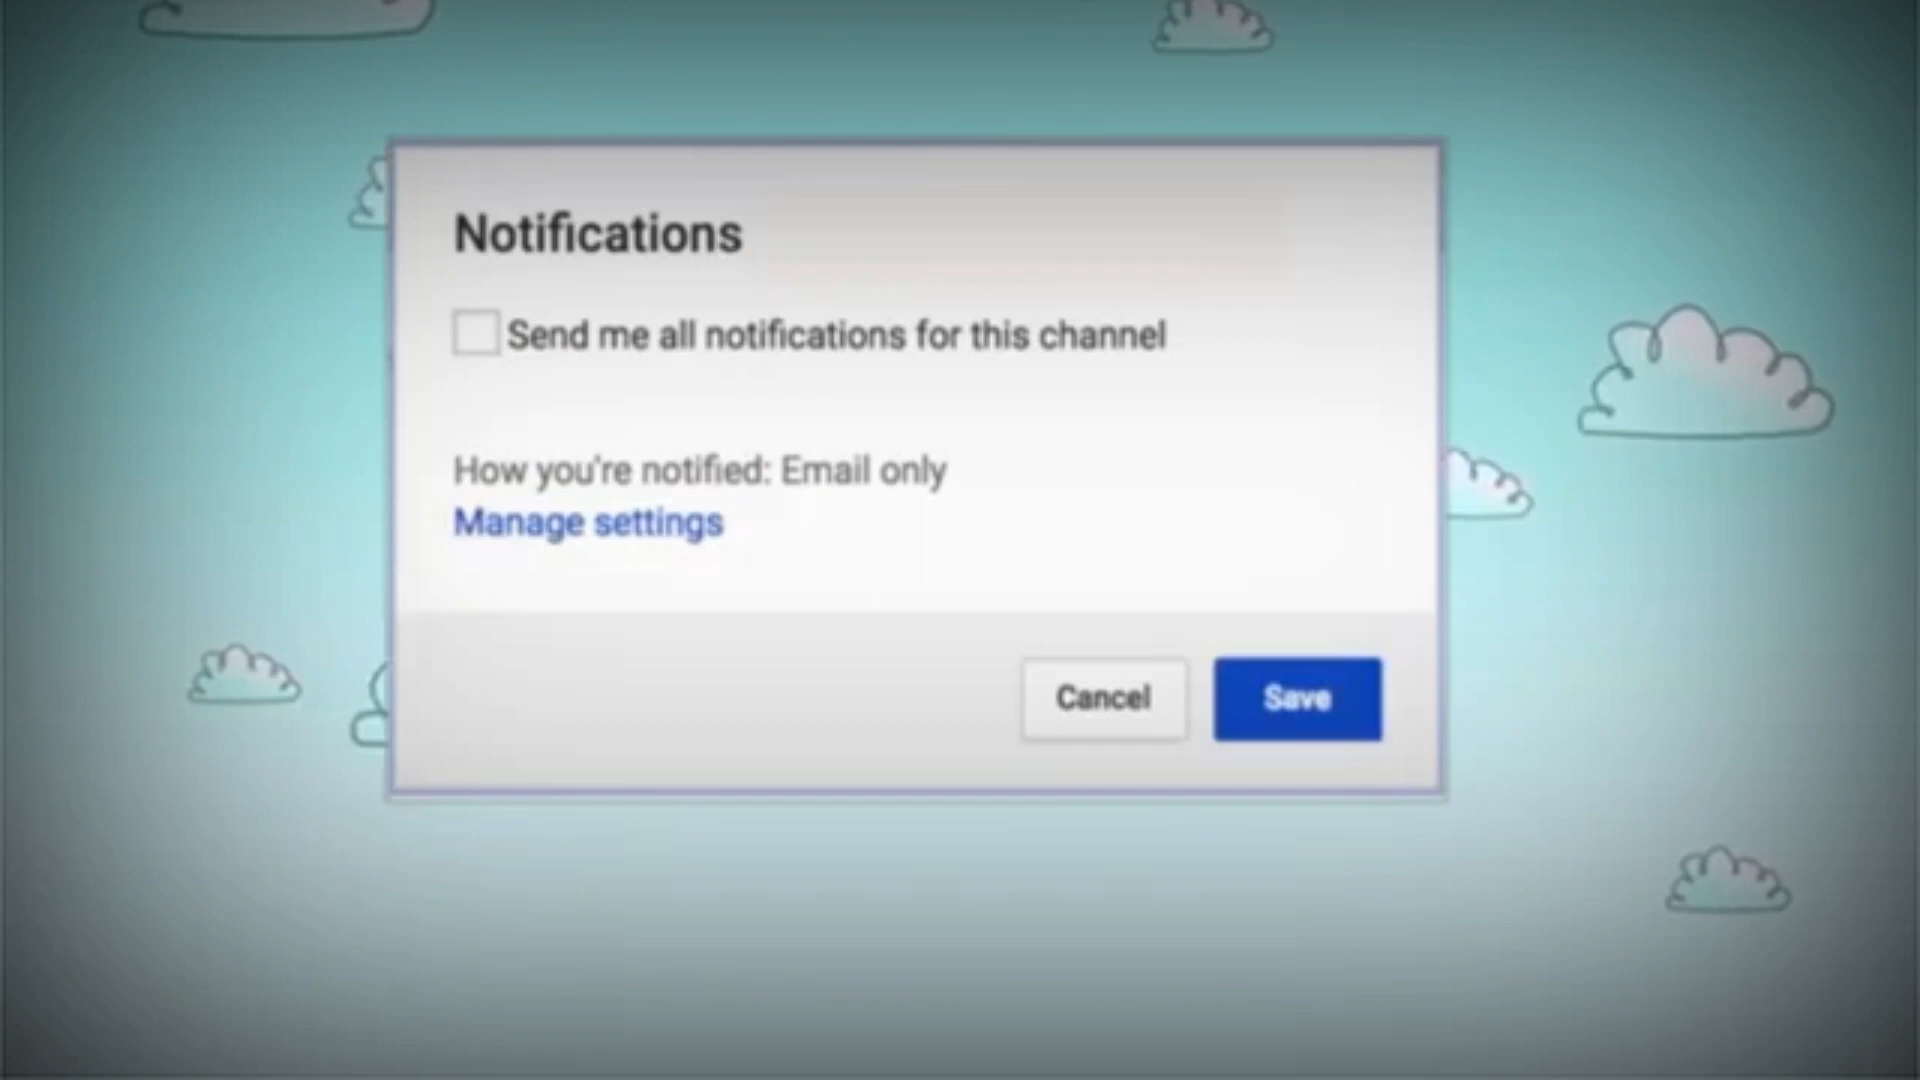 Notifications
Send me all notifications for this channel
How you're notified: Email only
Manage settings
Cancel
Save